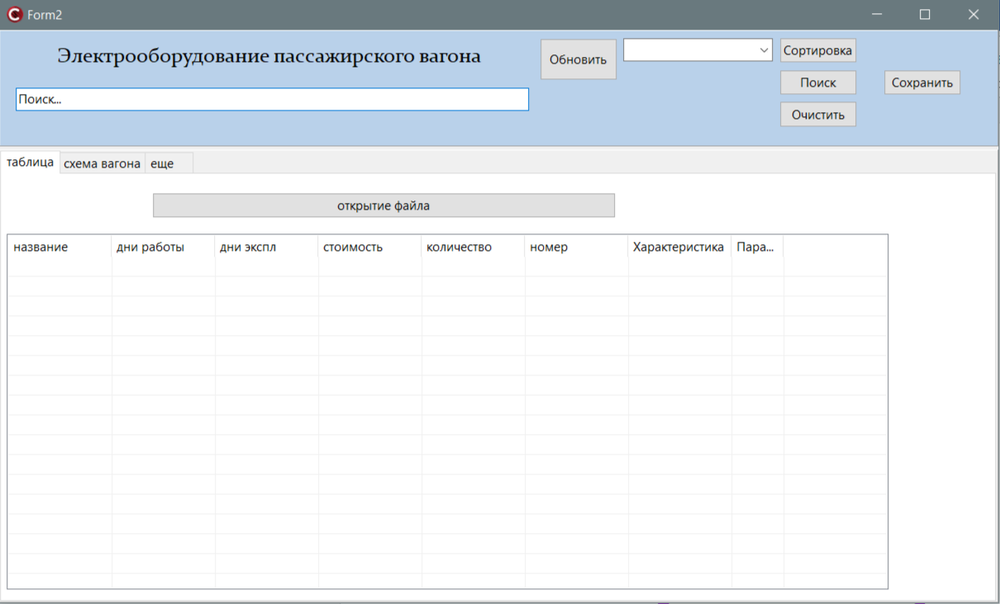 Form2
Электрооборудование пассажирского вагона
Обновить
Сортировка
Поиск...
Поиск
Сохранить
Очистить
таблица
схема вагона
еще
открытие файла
название дни работы дни экспл стоимость количество номер Характеристика Пара...